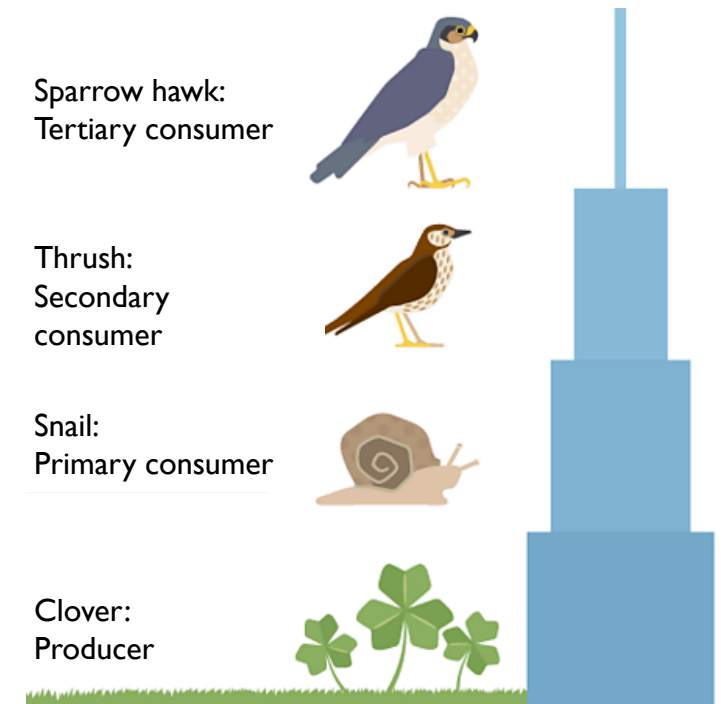 Sparrow hawk:
Tertiary consumer
Thrush:
Secondary
consumer
Snail:
Primary consumer
Clover:
Producer